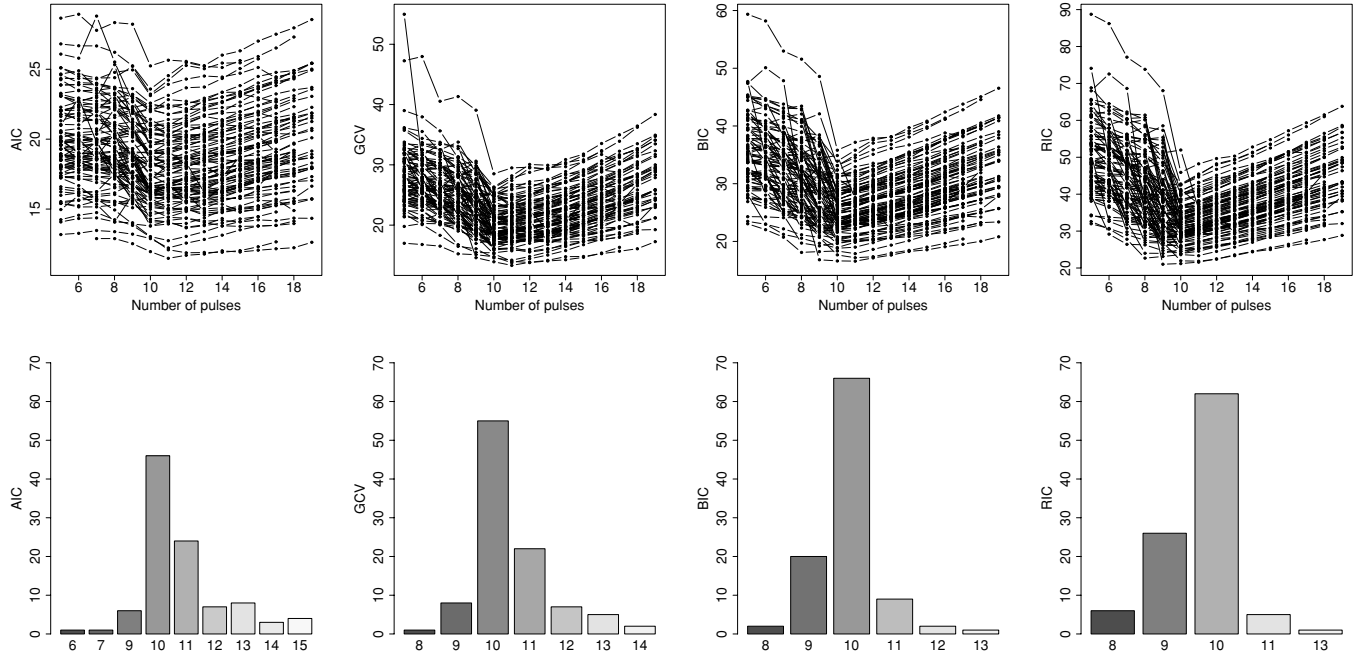 AIC
15 20 25
6 8 10 12 14 16 18
Number of pulses
GCV
20 30 40 50
6 8 10 12 14 16 18
Number of pulses
BIC
20 30 40 50 60
6 8 10 12 14 16 18
Number of pulses
RIC
20 30 40 50 60 70 80 90
6 8 10 12 14 16 18
Number of pulses
AIC
0 10 20 30 40 50 60 70
6 7 9 10 11 12 13 14 15
GCV
0 10 20 30 40 50 60 70
8 9 10 11 12 13 14
BIC
0 10 20 30 40 50 60 70
8 9 10 11 12 13
RIC
0 10 20 30 40 50 60 70
8 9 10 11 13